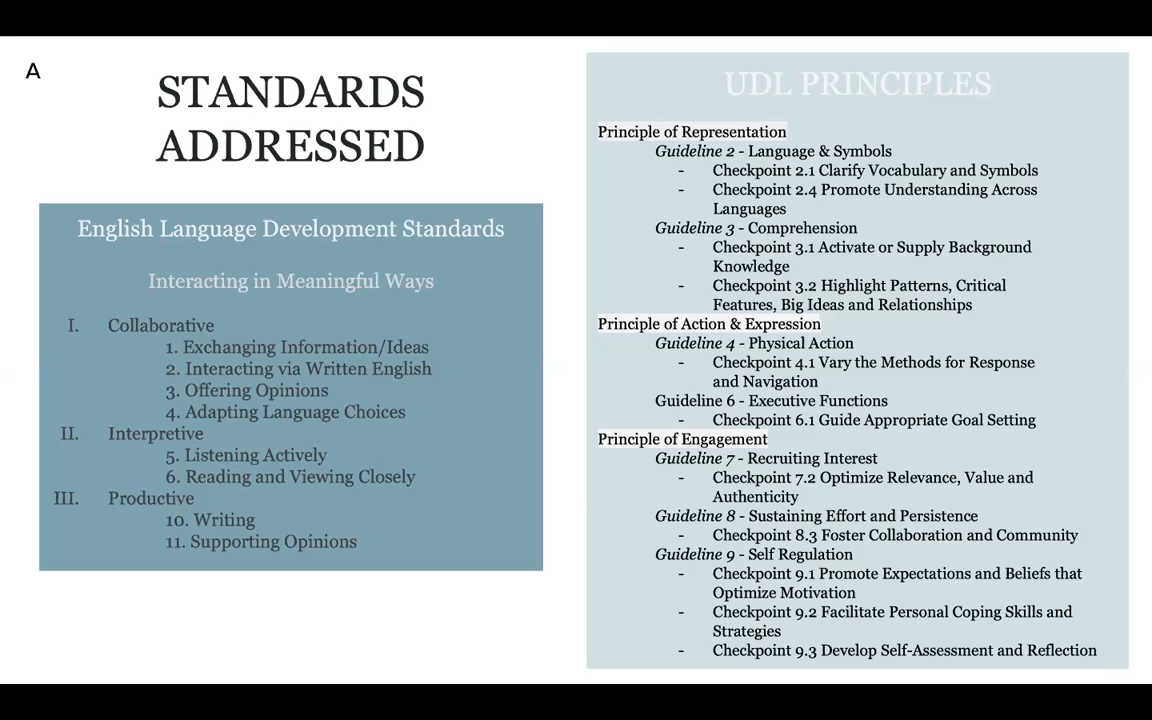 A
STANDARDS
ADDRESSED
English Language Development Standards
Interacting in Meaningful Ways
I. Collaborative
1. Exchanging Information/Ideas
2. Interacting via Written English
3. Offering Opinions
4. Adapting Language Choices
II. Interpretive
5. Listening Actively
6. Reading and Viewing Closely
III. Productive
10. Writing
11. Supporting Opinions
UDL PRINCIPLES
Principle of Representation
Guideline 2 - Language & Symbols
- Checkpoint 2.1 Clarify Vocabulary and Symbols
- Checkpoint 2.4 Promote Understanding Across
Languages
Guideline 3 - Comprehension
- Checkpoint 3.1 Activate or Supply Background
Knowledge
- Checkpoint 3.2 Highlight Patterns, Critical
Features, Big Ideas and Relationships
Principle of Action & Expression
Guideline 4 - Physical Action
- Checkpoint 4.1 Vary the Methods for Response
and Navigation
Guideline 6 - Executive Functions
- Checkpoint 6.1 Guide Appropriate Goal Setting
Principle of Engagement
Guideline 7 - Recruiting Interest
- Checkpoint 7.2 Optimize Relevance, Value and
Authenticity
Guideline 8 - Sustaining Effort and Persistence
- Checkpoint 8.3 Foster Collaboration and Community
Guideline 9 - Self Regulation
- Checkpoint 9.1 Promote Expectations and Beliefs that
Optimize Motivation
- Checkpoint 9.2 Facilitate Personal Coping Skills and
Strategies
- Checkpoint 9.3 Develop Self-Assessment and Reflection